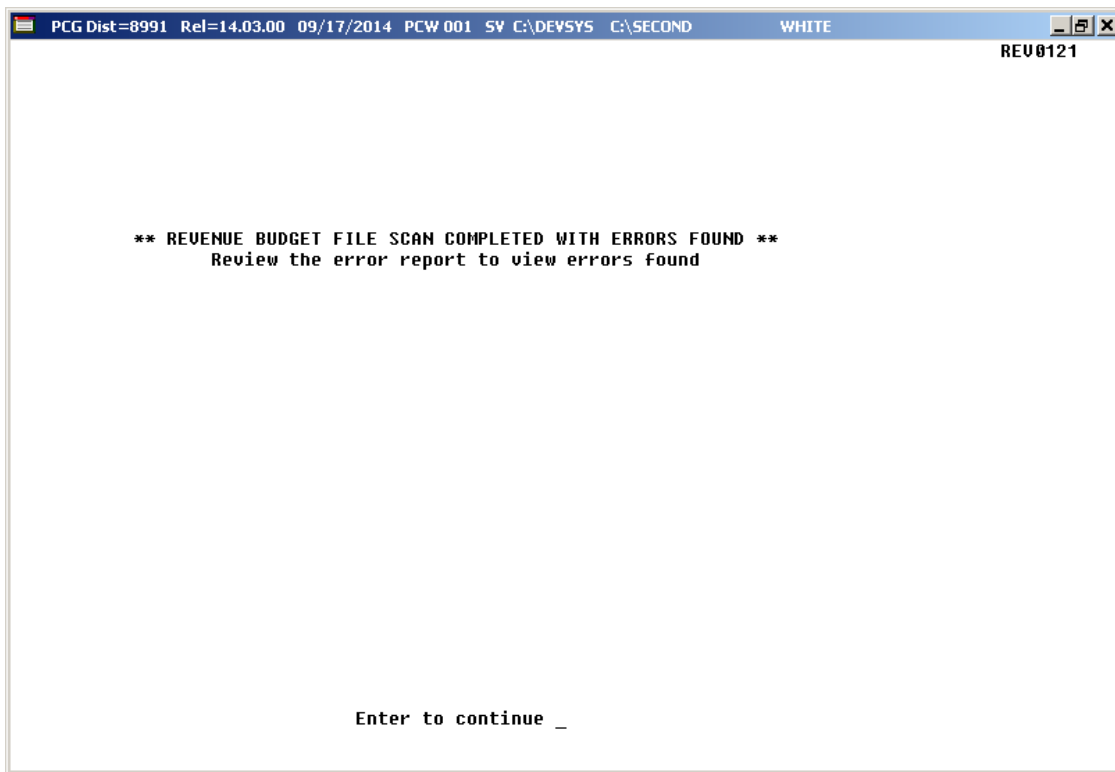 PCG Dist=8991 Rel=14.03.00 09/17/2014 PCW 001 SV C:\DEVSYS C:\SECOND WHITE
REV0121
** REVENUE BUDGET FILE SCAN COMPLETED WITH ERRORS FOUND **
Review the error report to view errors found
Enter to continue _